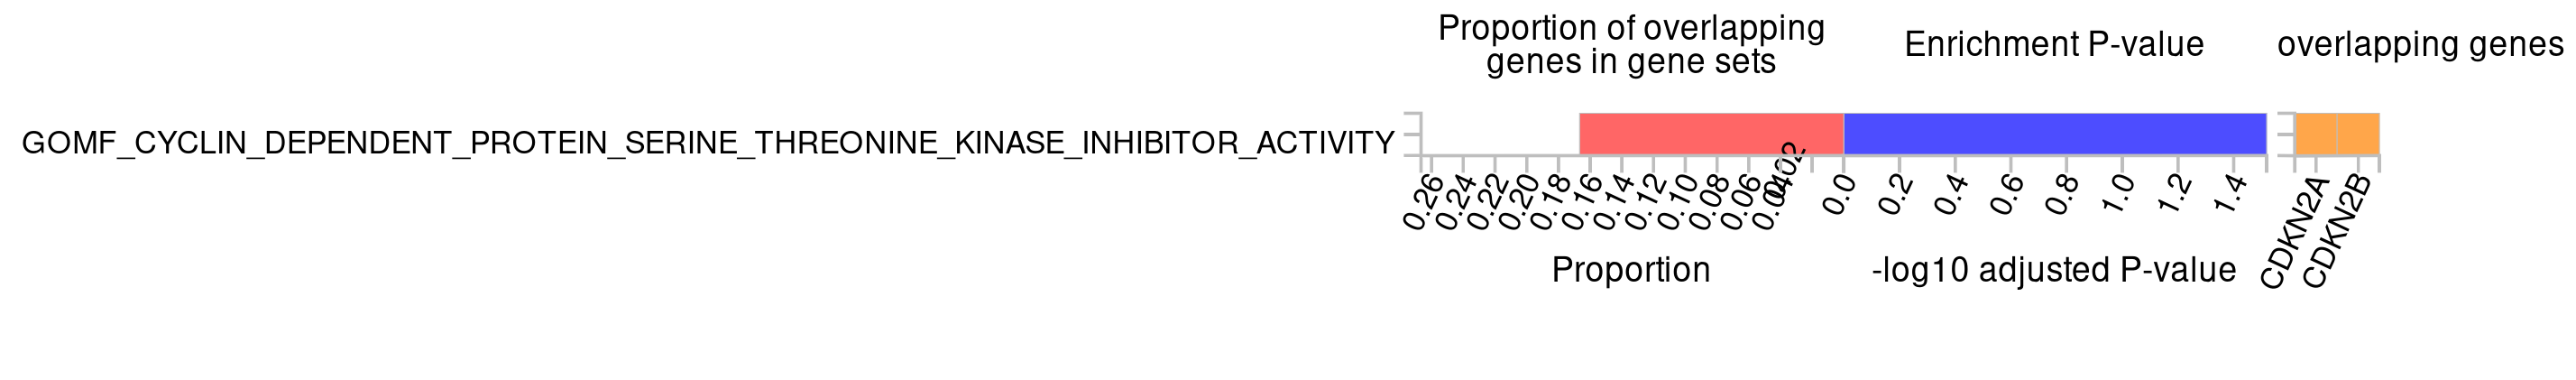 Proportion of overlapping
genes in gene sets
Enrichment P-value
overlapping genes
GOMF_CYCLIN_DEPENDENT_PROTEIN_SERINE_THREONINE_KINASE_INHIBITOR_ACTIVITY
0.26
0.24
0.22
0.20
0.18
0.16
0.14
0.12
0.10
0.08
0.06
0.04
0.02
0.0
0.2
0.4
0.6
0.8
1.0
1.2
1.4
CDKN2A
CDKN2B
Proportion
-log10 adjusted P-value